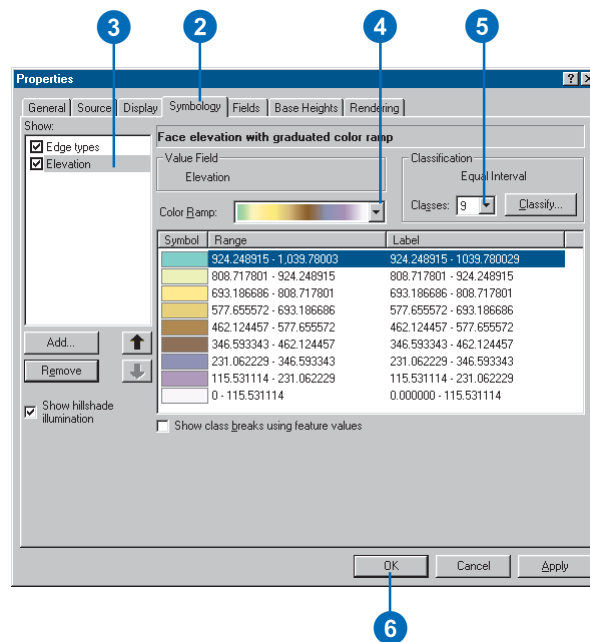 3 2 4 5
Properties
General Source Display Symbology Fields Base Heights Rendering
Show:
Edge types
Elevation
Face elevation with graduated color ramp
Value Field
Elevation
Classification
Equal Interval
Color Ramp:
Classes: 9 Classify...
Symbol Range Label
924.248915 - 1,039.78003 924.248915 - 1039.780029
808.717801 - 924.248915 808.717801 - 924.248915
693.186686 - 808.717801 693.186686 - 808.717801
577.655572 - 693.186686 577.655572 - 693.186686
462.124457 - 577.655572 462.124457 - 577.655572
346.593343 - 462.124457 346.593343 - 462.124457
231.062229 - 346.593343 231.062229 - 346.593343
115.531114 - 231.062229 115.531114 - 231.062229
0 - 115.531114 0.000000 - 115.531114
Add...
Remove
Show hillshade
illumination
Show class breaks using feature values
OK Cancel Apply
6